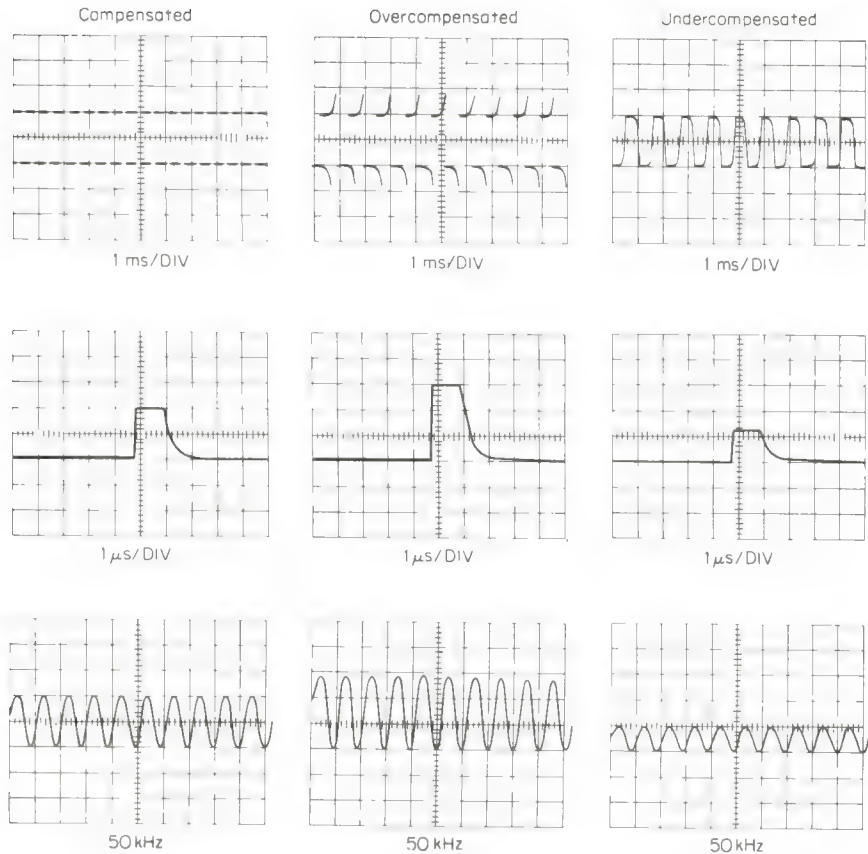 Compensated Overcompensated Undercompensated
1 ms/DIV 1 ms/DIV 1 ms/DIV
1 μs/DIV 1 μs/DIV 1 μs/DIV
50 kHz 50 kHz 50 kHz